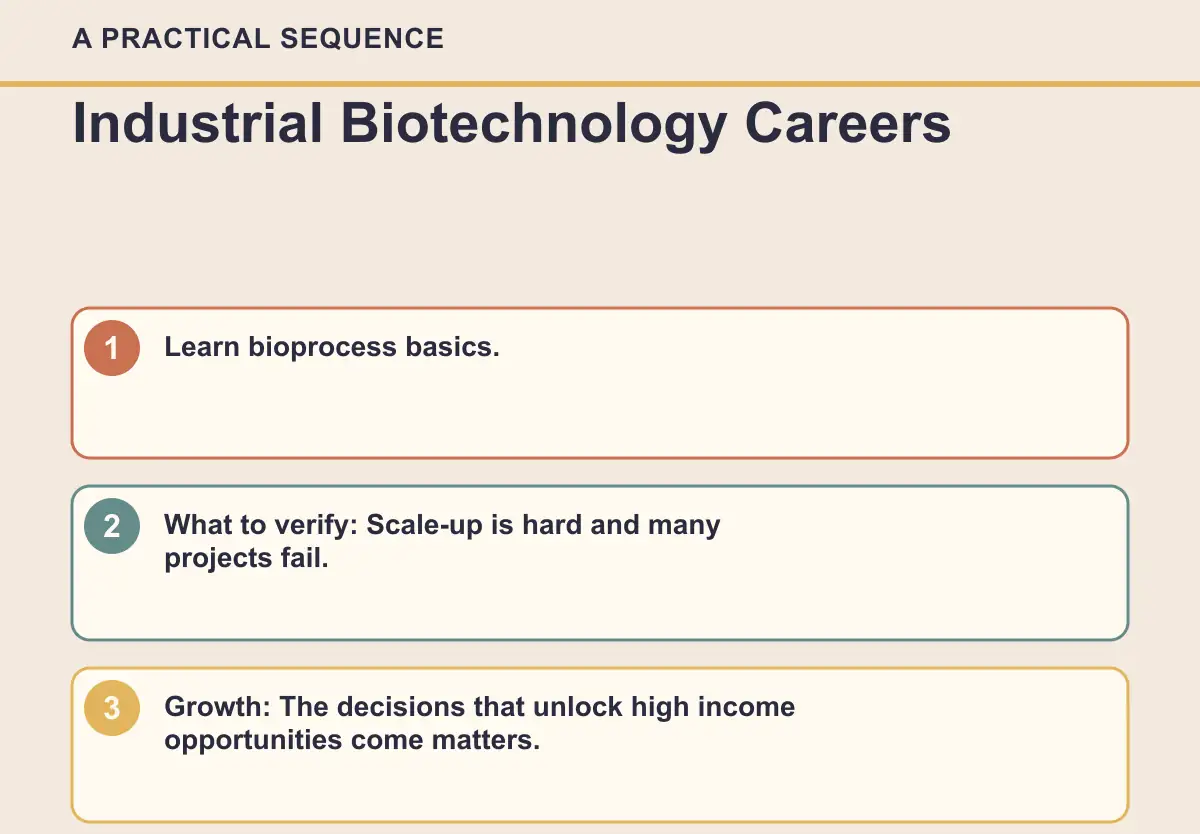 A PRACTICAL SEQUENCE
Industrial Biotechnology Careers
1
Learn bioprocess basics.
2
What to verify: Scale-up is hard and many
projects fail.
3
Growth: The decisions that unlock high income
opportunities come matters.